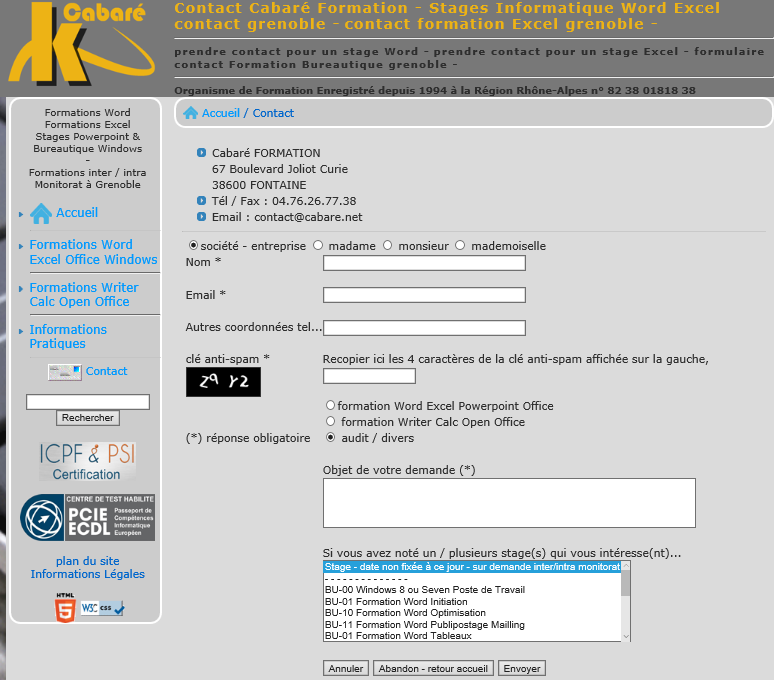 Cabaré
Contact Cabaré Formation - Stages Informatique Word Excel
contact grenoble - contact formation Excel grenoble -
prendre contact pour un stage Word - prendre contact pour un stage Excel - formulaire
contact Formation Bureautique grenoble -
Organisme de Formation Enregistré depuis 1994 à la Région Rhône-Alpes n° 82 38 01818 38
Formations Word
Formations Excel
Stages Powerpoint &
Bureautique Windows
-
Formations inter / intra
Monitorat à Grenoble
Accueil
Formations Word
Excel Office Windows
Formations Writer
Calc Open Office
Informations
Pratiques
Contact
Rechercher
ICPF & PSI
Certification
CENTRE DE TEST HABILITÉ
PCIE
ECDL
Passeport de
Compétences
Informatique
Européen
plan du site
Informations Légales
HTML
5
W3C css
Accueil / Contact
Cabaré FORMATION
67 Boulevard Joliot Curie
38600 FONTAINE
Tél / Fax : 04.76.26.77.38
Email : contact@cabare.net
société - entreprise madame monsieur mademoiselle
Nom *
Email *
Autres coordonnées tel...
clé anti-spam * Recopier ici les 4 caractères de la clé anti-spam affichée sur la gauche,
z9 Y2
formation Word Excel Powerpoint Office
formation Writer Calc Open Office
(*) réponse obligatoire audit / divers
Objet de votre demande (*)
Si vous avez noté un / plusieurs stage(s) qui vous intéresse(nt)...
Stage - date non fixée à ce jour - sur demande inter/intra monitorat
- - - - - - - - - - - - - -
BU-00 Windows 8 ou Seven Poste de Travail
BU-01 Formation Word Initiation
BU-10 Formation Word Optimisation
BU-11 Formation Word Publipostage Mailling
BU-01 Formation Word Tableaux
Annuler Abandon - retour accueil Envoyer